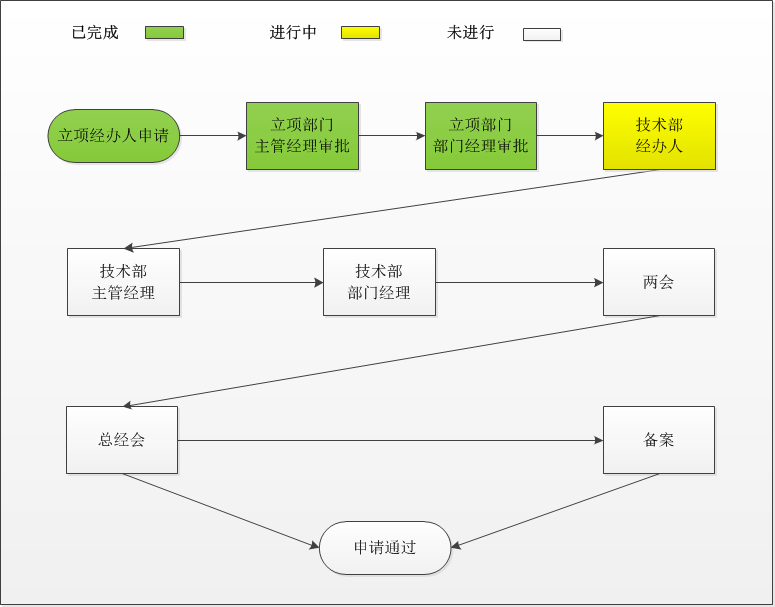 已完成 进行中 未进行
立项经办人申请
立项部门
主管经理审批
立项部门
部门经理审批
技术部
经办人
技术部
主管经理
技术部
部门经理
两会
总经会
备案
申请通过